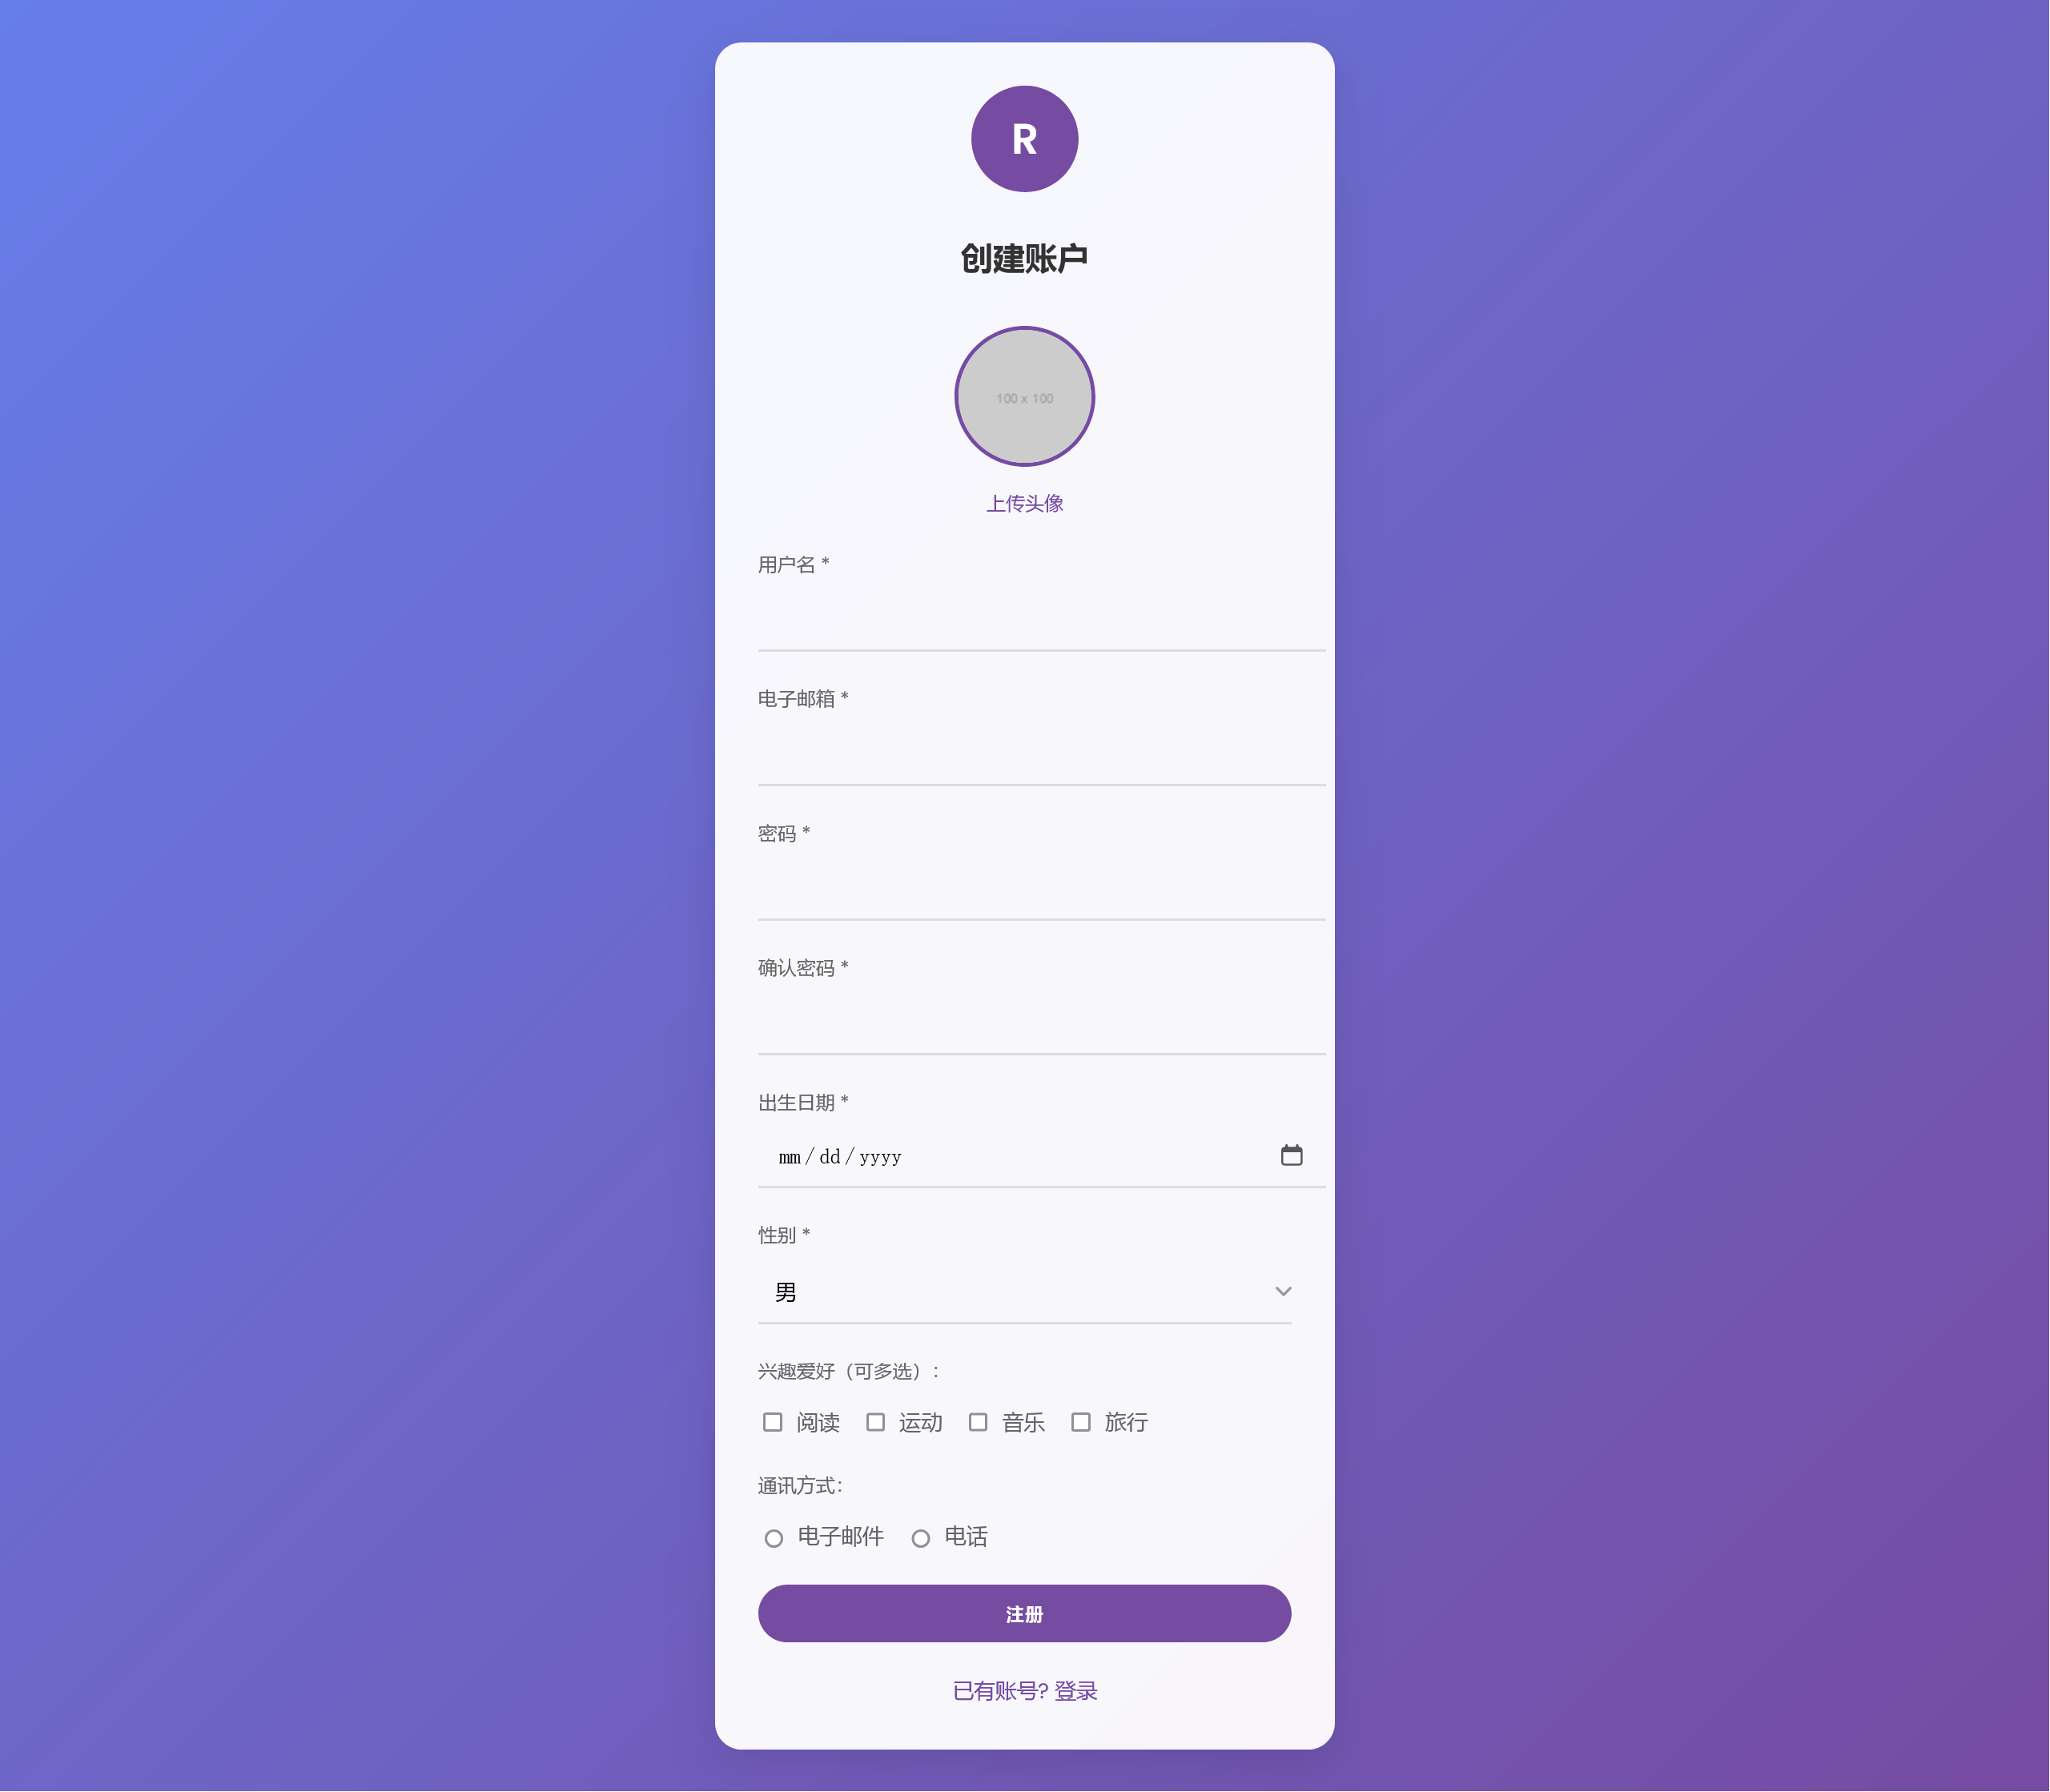 R
创建账户
100 x 100
上传头像
用户名 *
电子邮箱 *
密码 *
确认密码 *
出生日期 *
mm/dd/yyyy
性别 *
男
兴趣爱好（可多选）:
阅读 运动 音乐 旅行
通讯方式:
电子邮件 电话
注册
已有账号? 登录